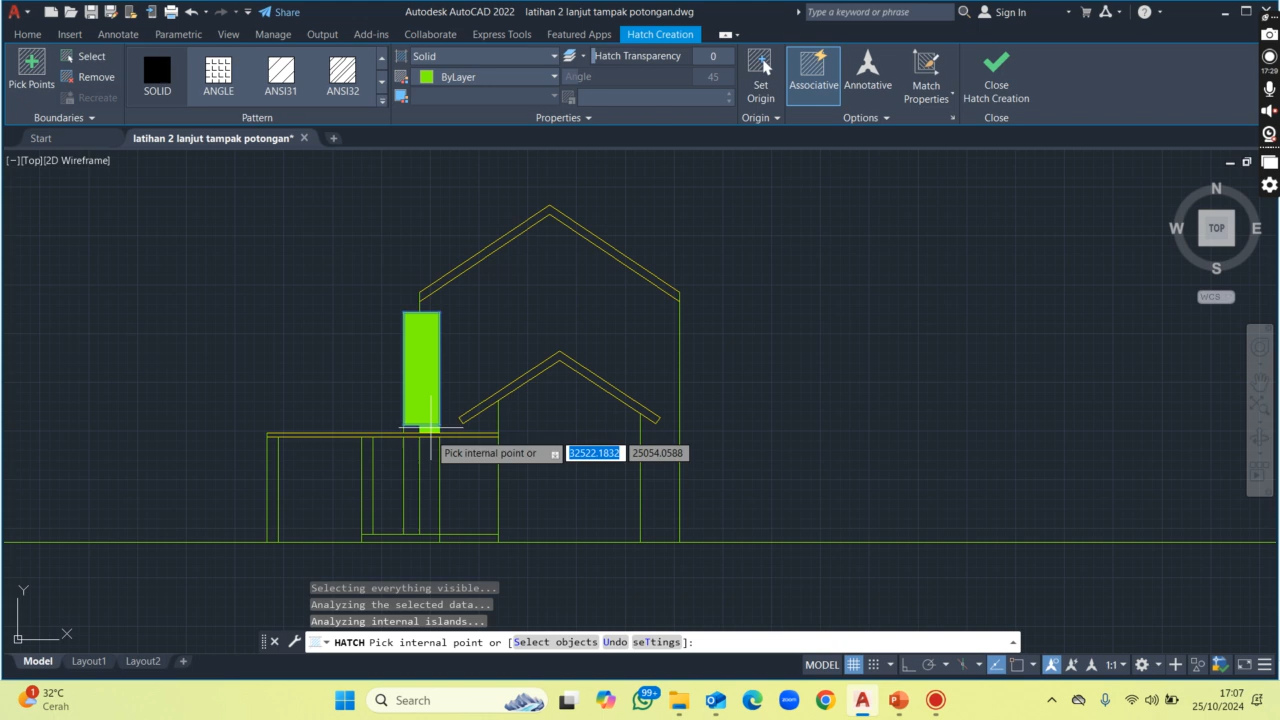 Share
Autodesk AutoCAD 2022 latihan 2 lanjut tampak potongan.dwg
Type a keyword or phrase
Sign In
Home Insert Annotate Parametric View Manage Output Add-ins Collaborate Express Tools Featured Apps Hatch Creation
Pick Points
Select
Remove
Recreate
Boundaries
SOLID
ANGLE
ANSI31
ANSI32
Pattern
Solid
ByLayer
Hatch Transparency 0
Angle 45
Properties
Set
Origin
Origin
Associative
Annotative
Match
Properties
Options
Close
Hatch Creation
Close
17:29
Start
latihan 2 lanjut tampak potongan*
[−][Top][2D Wireframe]
N
W TOP E
S
WCS
Pick internal point or 32522.1832 25054.0588
Y
X
Selecting everything visible...
Analyzing the selected data...
Analyzing internal islands...
HATCH Pick internal point or [Select objects Undo seTtings]:
Model Layout1 Layout2
MODEL 1:1
1
32°C
Cerah
Search
99+
zoom
17:07
25/10/2024